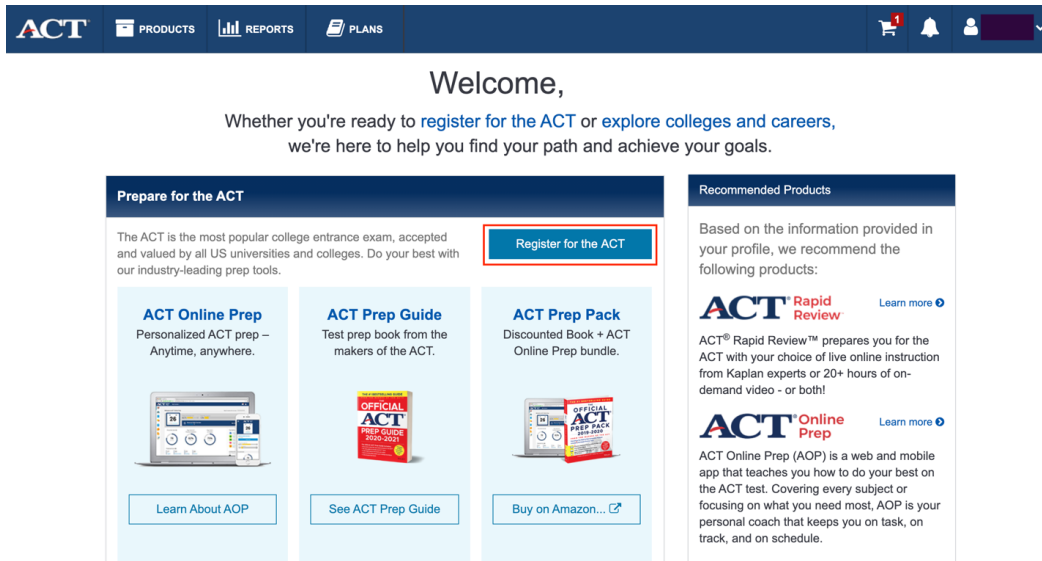 ACT® PRODUCTS REPORTS PLANS 1
Welcome,
Whether you're ready to register for the ACT or explore colleges and careers,
we're here to help you find your path and achieve your goals.
Prepare for the ACT
The ACT is the most popular college entrance exam, accepted
and valued by all US universities and colleges. Do your best with
our industry-leading prep tools.
Register for the ACT
ACT Online Prep
Personalized ACT prep –
Anytime, anywhere.
Learn About AOP
ACT Prep Guide
Test prep book from the
makers of the ACT.
OFFICIAL
ACT
PREP GUIDE
2020-2021
See ACT Prep Guide
ACT Prep Pack
Discounted Book + ACT
Online Prep bundle.
OFFICIAL
ACT
PREP PACK
2019-2020
Buy on Amazon...
Recommended Products
Based on the information provided in
your profile, we recommend the
following products:
ACT® Rapid
Review™
Learn more
ACT® Rapid Review™ prepares you for the
ACT with your choice of live online instruction
from Kaplan experts or 20+ hours of on-
demand video - or both!
ACT® Online
Prep
Learn more
ACT Online Prep (AOP) is a web and mobile
app that teaches you how to do your best on
the ACT test. Covering every subject or
focusing on what you need most, AOP is your
personal coach that keeps you on task, on
track, and on schedule.